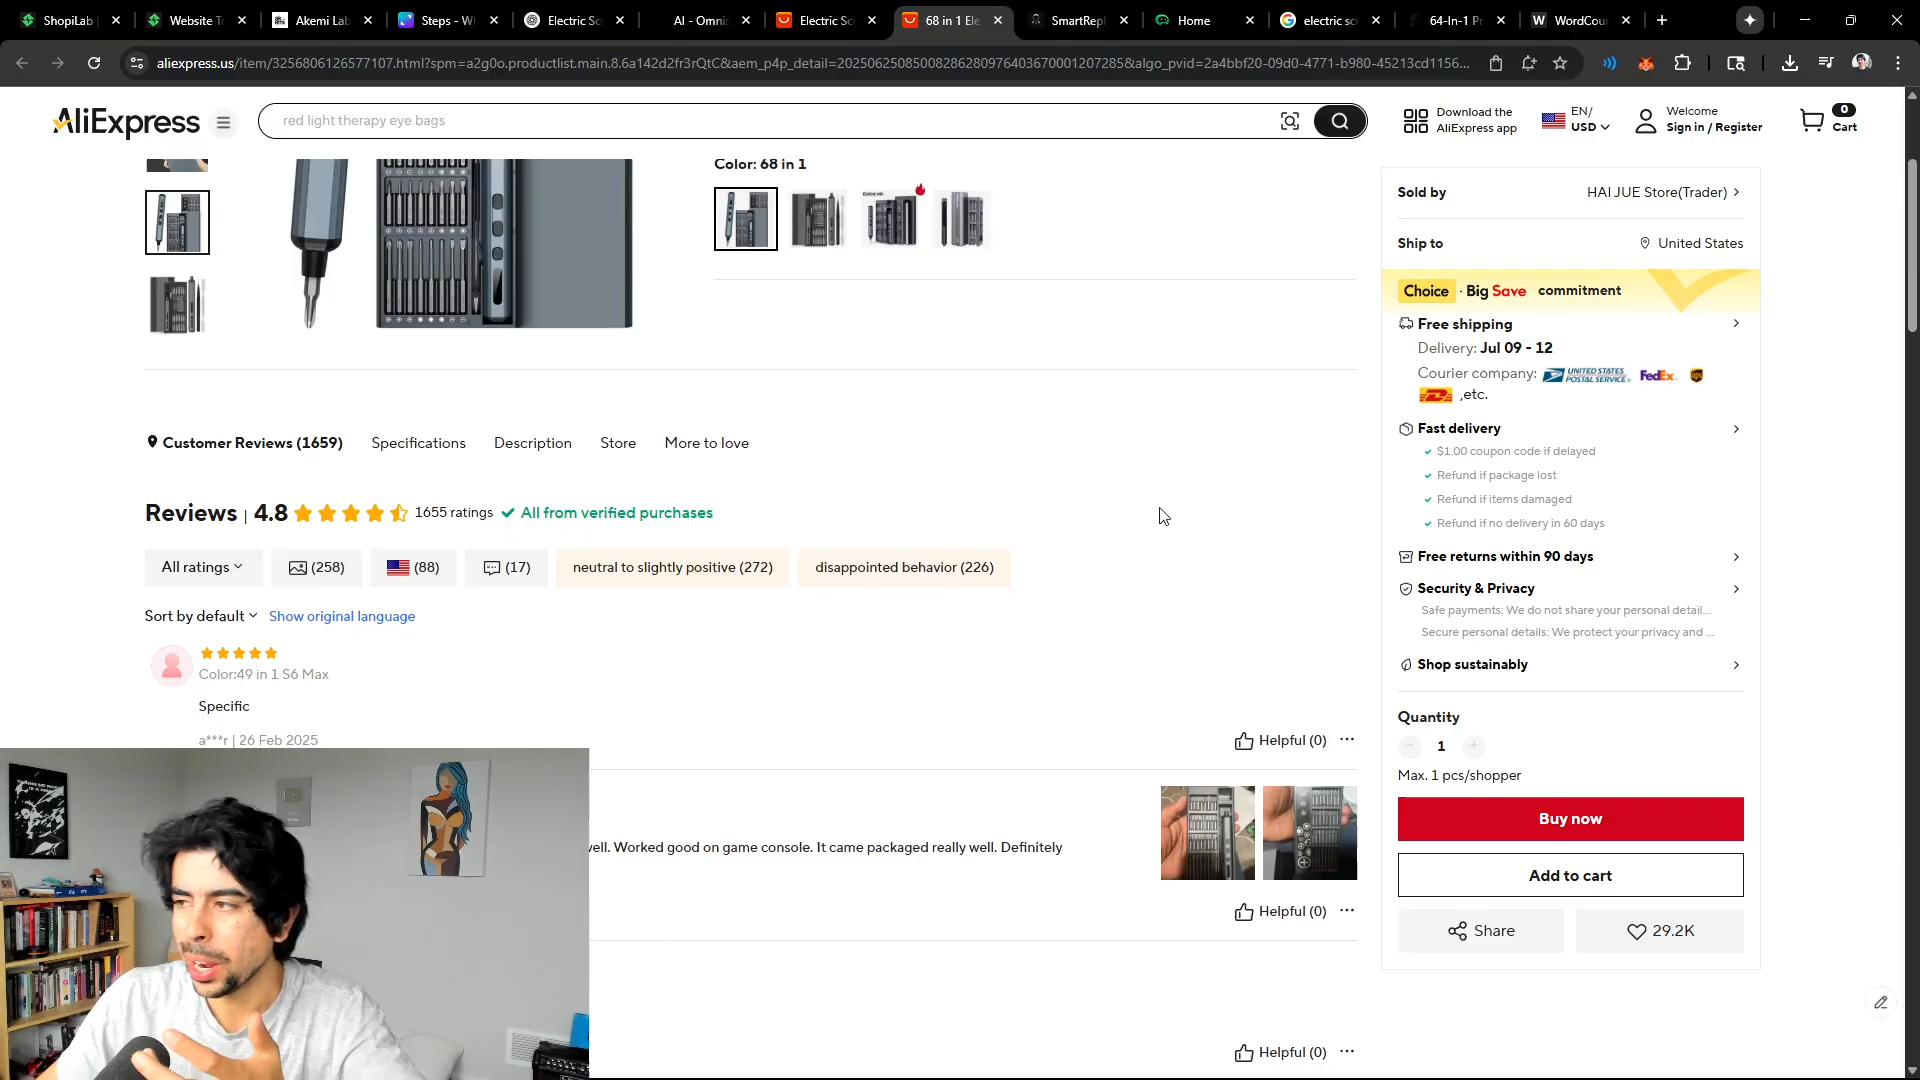 ShopiLab
Website T
Akemi Lab
Steps - W
Electric Sc
AI - Omni
Electric Sc
68 in 1 Ele
SmartRepl
Home
electric sc
64-In-1 P
WordCou
aliexpress.us/item/3256806126577107.html?spm=a2g0o.productlist.main.8.6a142d2fr3rQtC&aem_p4p_detail=20250625085008286280976403670001207285&algo_pvid=2a4bbf20-09d0-4771-b980-45213cd1156...
AliExpress
red light therapy eye bags
Download the
AliExpress app
EN/
USD
Welcome
Sign in / Register
0
Cart
Color: 68 in 1
Sold by
HAI JUE Store(Trader)
Ship to
United States
Choice · Big Save commitment
Free shipping
Delivery: Jul 09 - 12
Courier company: UNITED STATES POSTAL SERVICE FedEx
,etc.
Fast delivery
$1.00 coupon code if delayed
Refund if package lost
Refund if items damaged
Refund if no delivery in 60 days
Free returns within 90 days
Security & Privacy
Safe payments: We do not share your personal detail...
Secure personal details: We protect your privacy and ...
Shop sustainably
Quantity
1
Max. 1 pcs/shopper
Buy now
Add to cart
Share
29.2K
Customer Reviews (1659)
Specifications
Description
Store
More to love
Reviews | 4.8
1655 ratings
All from verified purchases
All ratings
(258)
(88)
(17)
neutral to slightly positive (272)
disappointed behavior (226)
Sort by default
Show original language
Color:49 in 1 S6 Max
Specific
a***r | 26 Feb 2025
Helpful (0)
well. Worked good on game console. It came packaged really well. Definitely
Helpful (0)
Helpful (0)